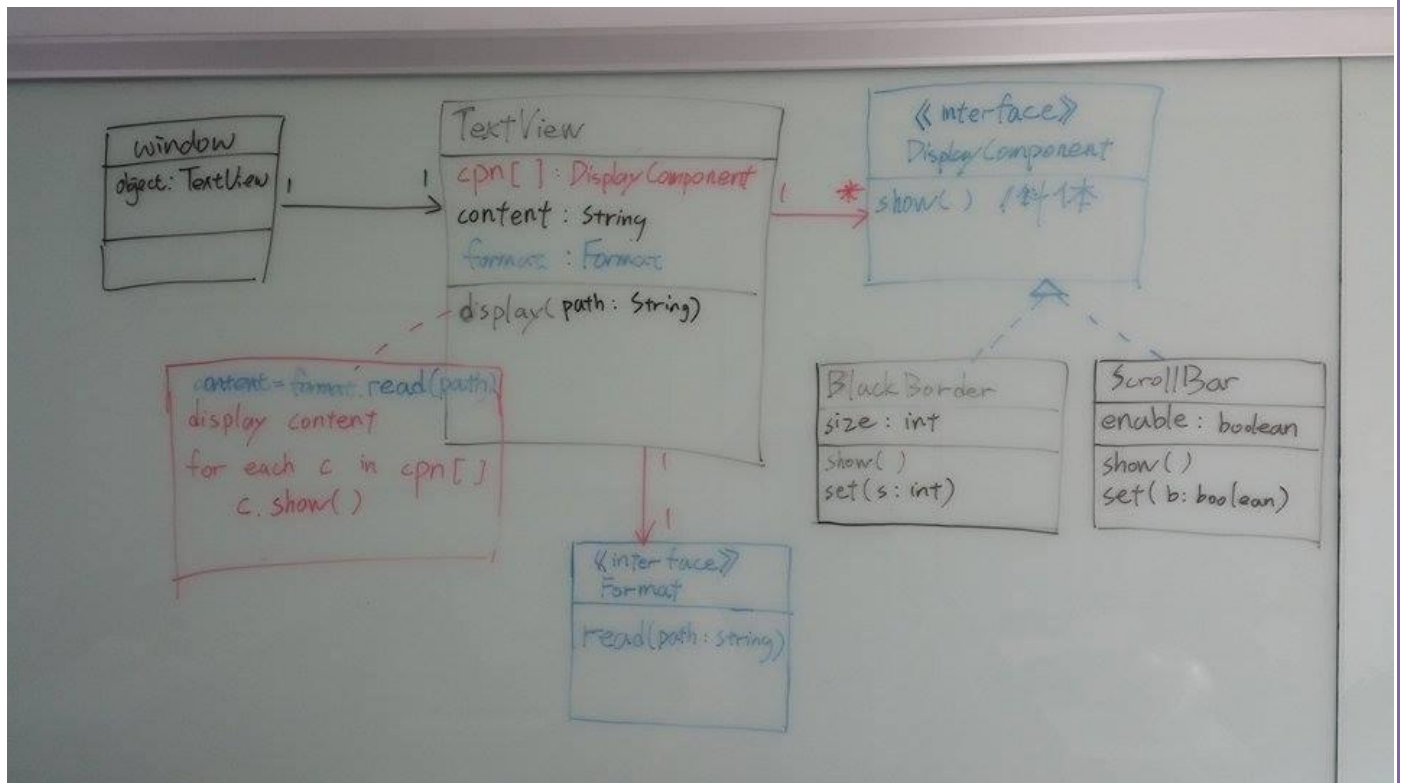 window
object: TextView
1
1
TextView
cpn[ ] : DisplayComponent
content : String
format : Format
display( path : String)
1
*
《Interface》
DisplayComponent
show( )
content = format.read(path)
display content
for each c in cpn[ ]
c. show( )
1
1
《interface》
Format
read(path : string)
Black Border
size : int
show( )
set(s : int)
ScrollBar
enable : boolean
show( )
set( b: boolean)